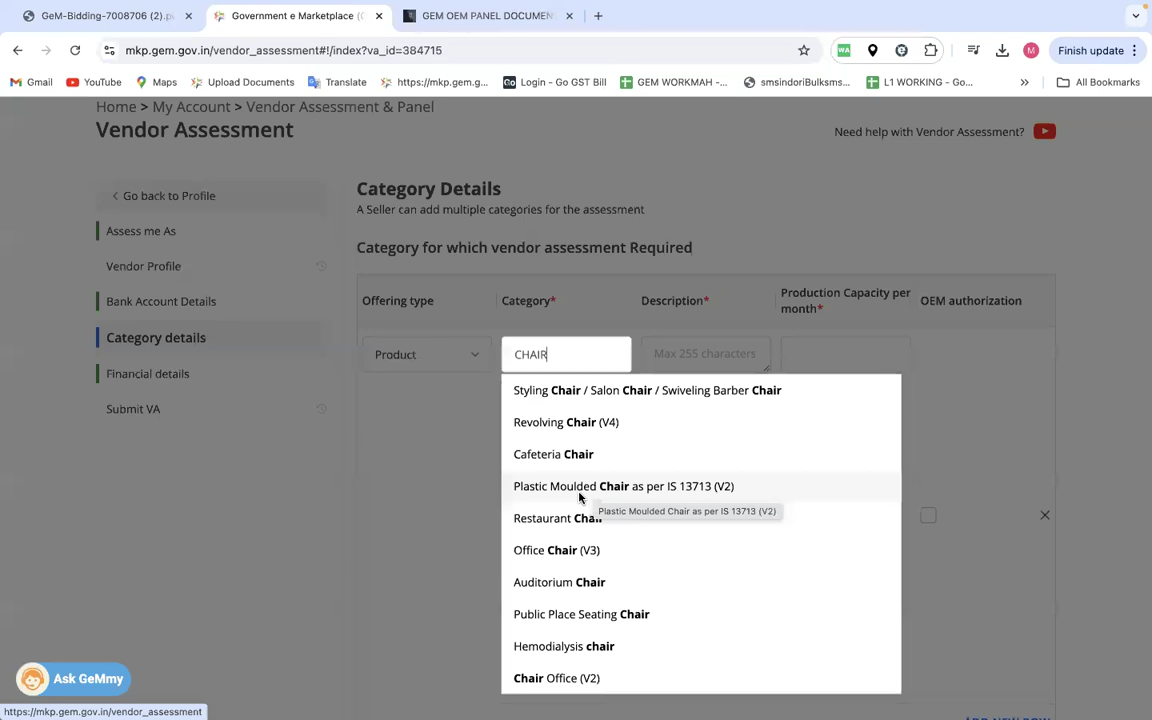 GeM-Bidding-7008706 (2).p
Government e Marketplace (
GEM OEM PANEL DOCUMEN
mkp.gem.gov.in/vendor_assessment#!/index?va_id=384715
WA
M
Finish update
Gmail
YouTube
Maps
Upload Documents
Translate
https://mkp.gem.g...
Login - Go GST Bill
GEM WORKMAH -...
smsindoriBulksms...
L1 WORKING - Go...
All Bookmarks
Home > My Account > Vendor Assessment & Panel
Vendor Assessment
Need help with Vendor Assessment?
Go back to Profile
Assess me As
Vendor Profile
Bank Account Details
Category details
Financial details
Submit VA
Category Details
A Seller can add multiple categories for the assessment
Category for which vendor assessment Required
Offering type
Category*
Description*
Production Capacity per month*
OEM authorization
Product
CHAIR
Max 255 characters
Styling Chair / Salon Chair / Swiveling Barber Chair
Revolving Chair (V4)
Cafeteria Chair
Plastic Moulded Chair as per IS 13713 (V2)
Plastic Moulded Chair as per IS 13713 (V2)
Restaurant Chair
Office Chair (V3)
Auditorium Chair
Public Place Seating Chair
Hemodialysis chair
Chair Office (V2)
Ask GeMmy
https://mkp.gem.gov.in/vendor_assessment
ADD NEW ROW